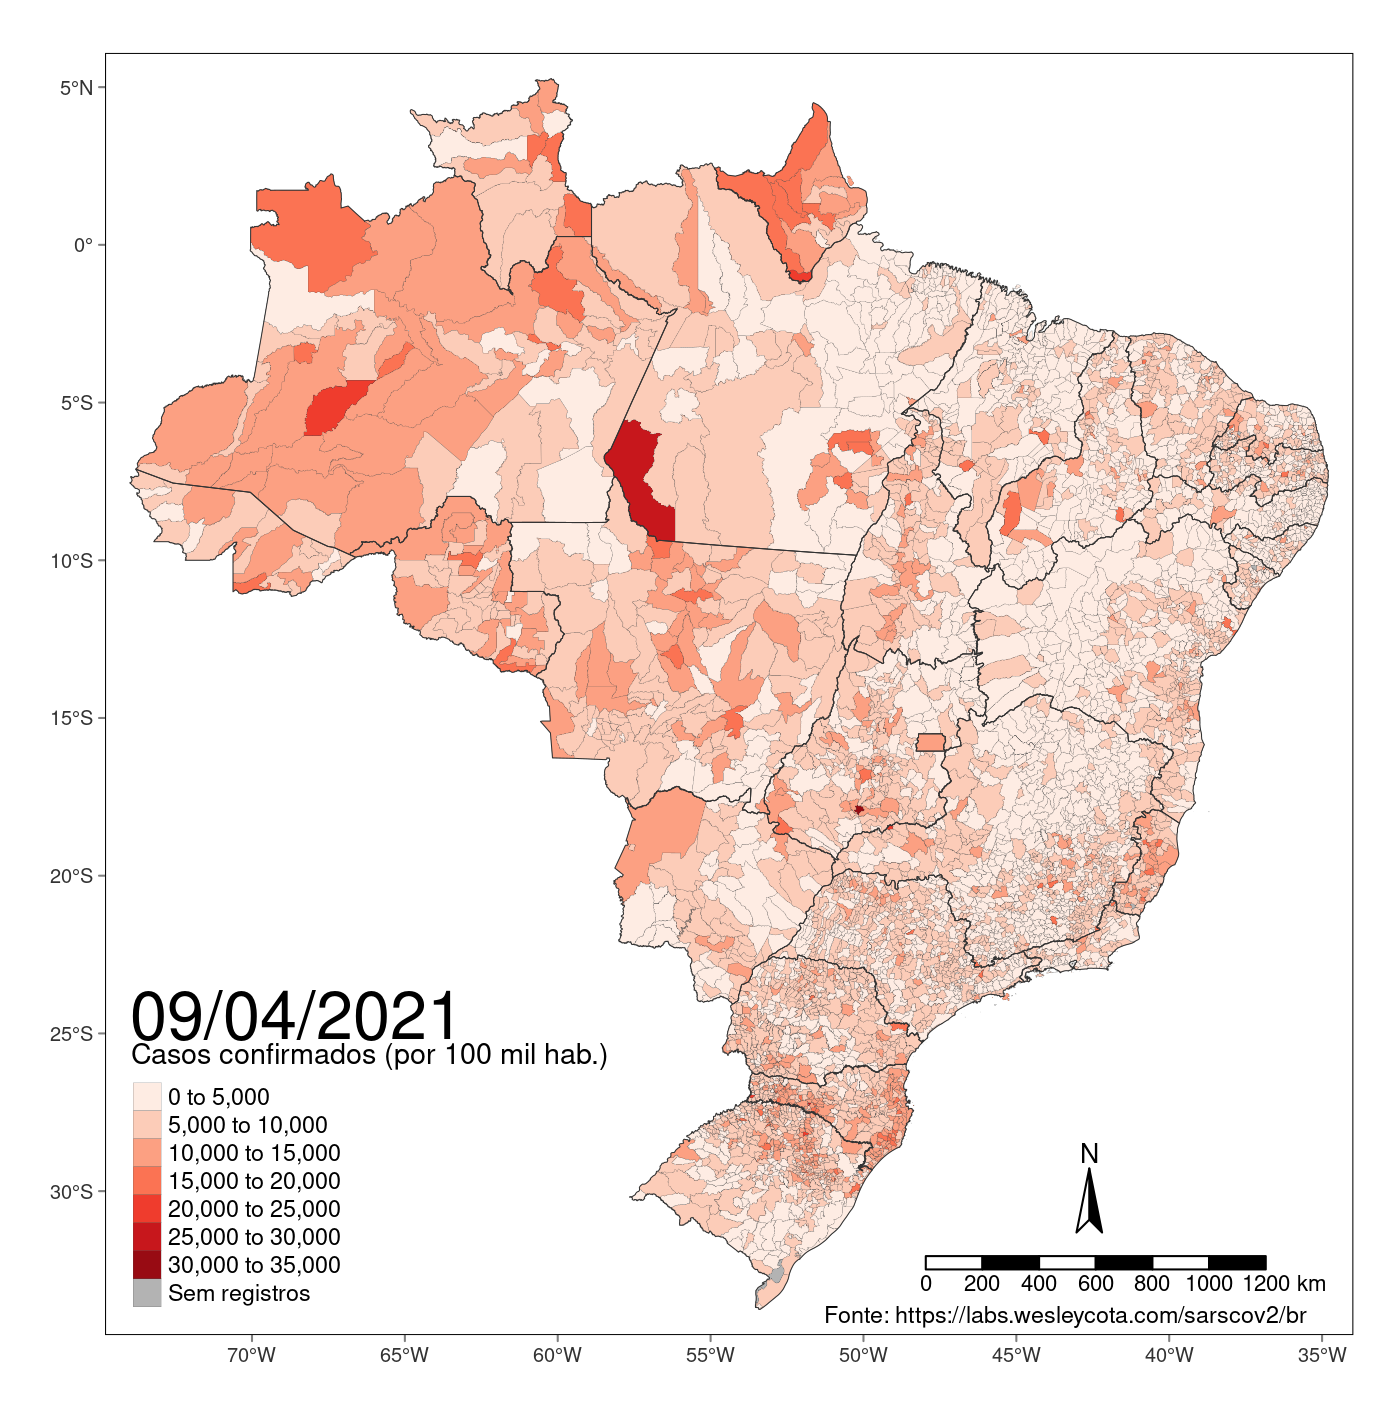 5°N
0°
5°S
10°S
15°S
20°S
25°S
30°S
09/04/2021
Casos confirmados (por 100 mil hab.)
0 to 5,000
5,000 to 10,000
10,000 to 15,000
15,000 to 20,000
20,000 to 25,000
25,000 to 30,000
30,000 to 35,000
Sem registros
N
0 200 400 600 800 1000 1200 km
Fonte: https://labs.wesleycota.com/sarscov2/br
70°W 65°W 60°W 55°W 50°W 45°W 40°W 35°W